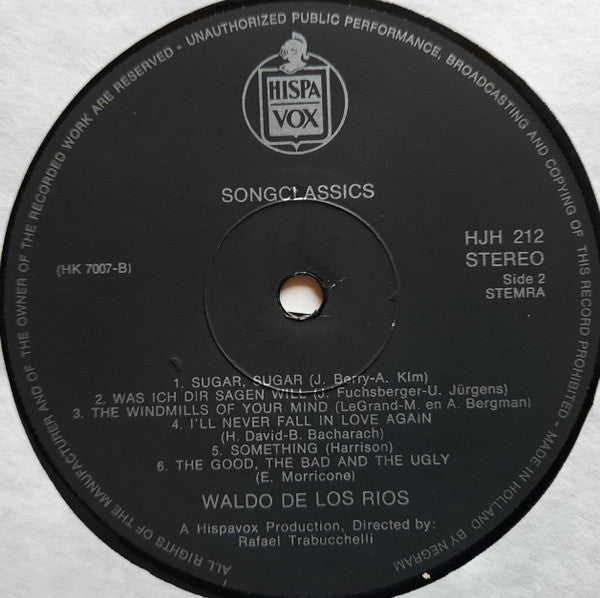 ALL RIGHTS OF THE MANUFACTURER AND OF THE OWNER OF THE RECORDED WORK ARE RESERVED - UNAUTHORIZED PUBLIC PERFORMANCE, BROADCASTING AND COPYING OF THIS RECORD PROHIBITED - MADE IN HOLLAND BY NEGRAM
HISPA
VOX
SONGCLASSICS
(HK 7007-B)
HJH 212
STEREO
Side 2
STEMRA
1. SUGAR, SUGAR (J. Berry-A. Kim)
2. WAS ICH DIR SAGEN WILL (J. Fuchsberger-U. Jürgens)
3. THE WINDMILLS OF YOUR MIND (LeGrand-M. en A. Bergman)
4. I'LL NEVER FALL IN LOVE AGAIN
(H. David-B. Bacharach)
5. SOMETHING (Harrison)
6. THE GOOD, THE BAD AND THE UGLY
(E. Morricone)
WALDO DE LOS RIOS
A Hispavox Production, Directed by:
Rafael Trabucchelli